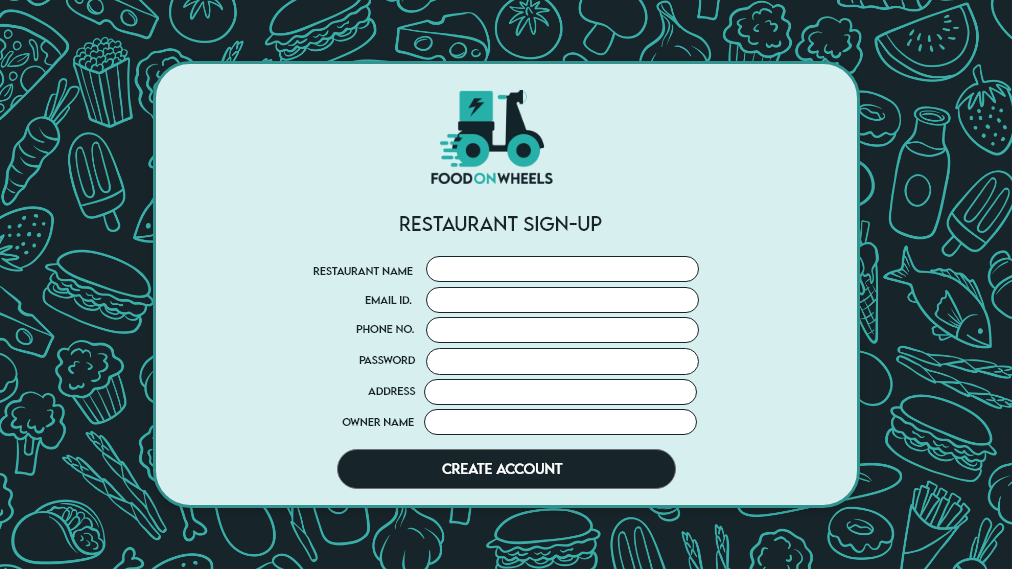 FOODONWHEELS
RESTAURANT SIGN-UP
RESTAURANT NAME
EMAIL ID.
PHONE NO.
PASSWORD
ADDRESS
OWNER NAME
CREATE ACCOUNT